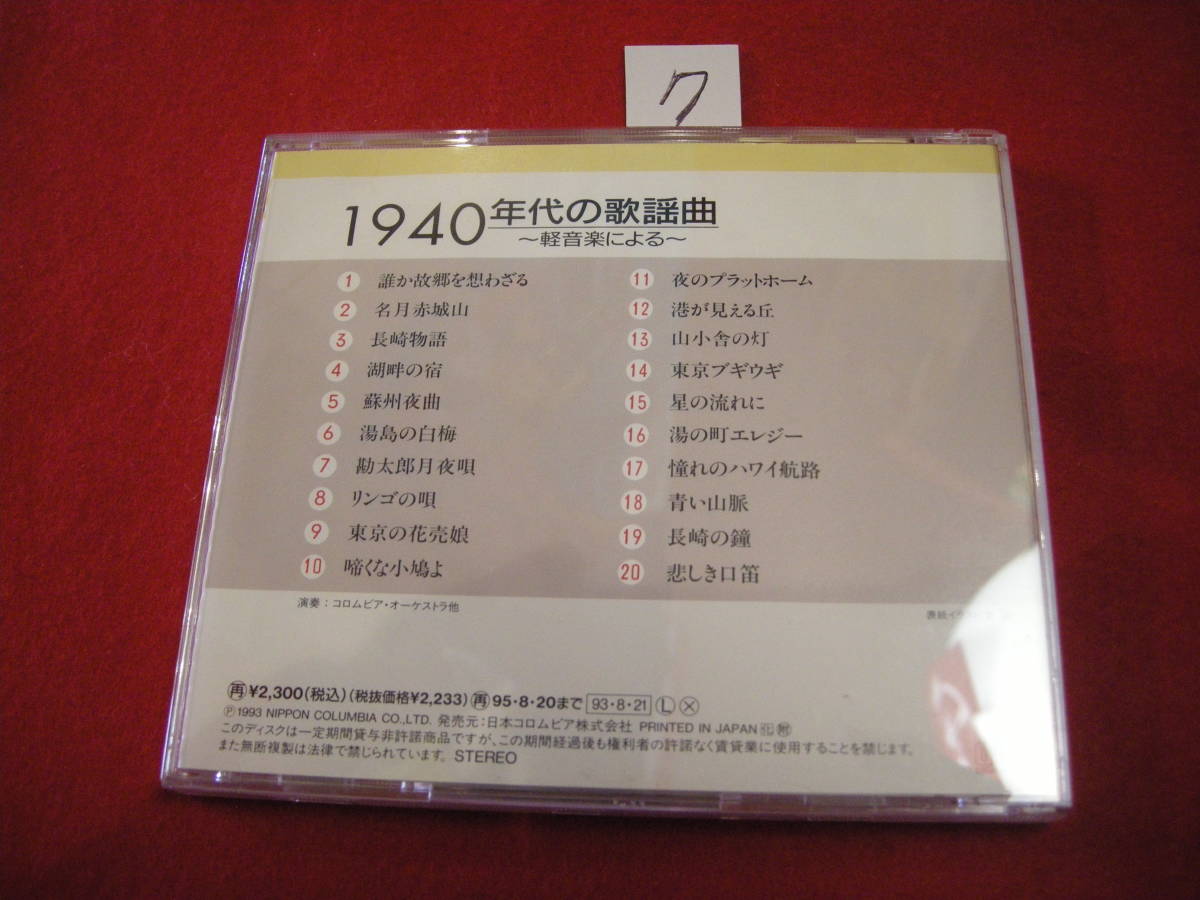 ク
1940年代の歌謡曲
～軽音楽による～
1 誰か故郷を想わざる
2 名月赤城山
3 長崎物語
4 湖畔の宿
5 蘇州夜曲
6 湯島の白梅
7 勘太郎月夜唄
8 リンゴの唄
9 東京の花売娘
10 啼くな小鳩よ
11 夜のプラットホーム
12 港が見える丘
13 山小舎の灯
14 東京ブギウギ
15 星の流れに
16 湯の町エレジー
17 憧れのハワイ航路
18 青い山脈
19 長崎の鐘
20 悲しき口笛
演奏：コロムビア・オーケストラ他
表紙イラスト
再¥2,300(税込)(税抜価格¥2,233)再95・8・20まで 93・8・21 L X
Ⓟ1993 NIPPON COLUMBIA CO.,LTD. 発売元：日本コロムビア株式会社 PRINTED IN JAPAN
このディスクは一定期間貸与非許諾商品ですが、この期間経過後も権利者の許諾なく賃貸業に使用することを禁じます。
また無断複製は法律で禁じられています。STEREO